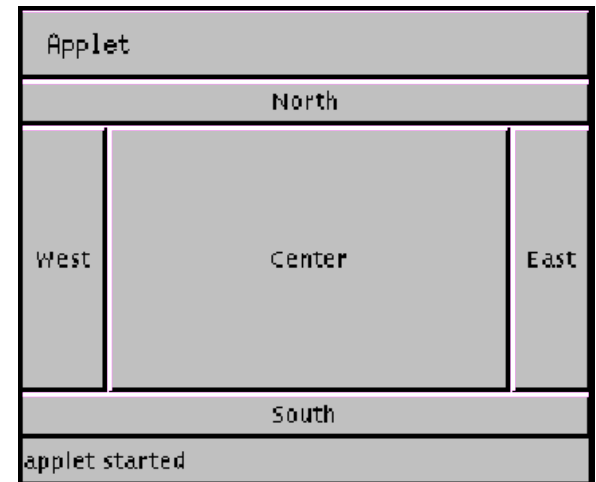 Applet
North
West Center East
South
applet started